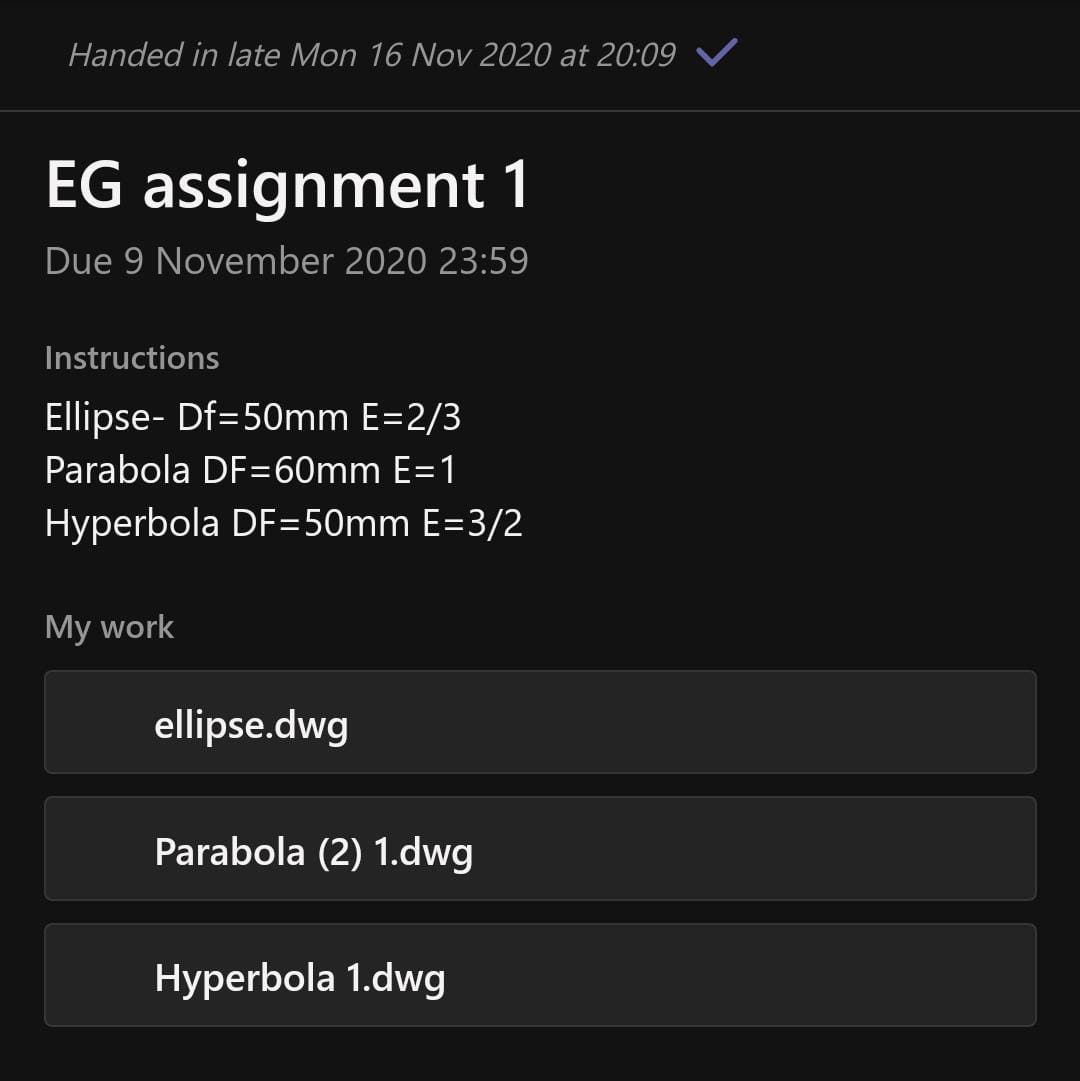 Handed in late Mon 16 Nov 2020 at 20:09
EG assignment 1
Due 9 November 2020 23:59
Instructions
Ellipse- Df=50mm E=2/3
Parabola DF=60mm E=1
Hyperbola DF=50mm E=3/2
My work
ellipse.dwg
Parabola (2) 1.dwg
Hyperbola 1.dwg